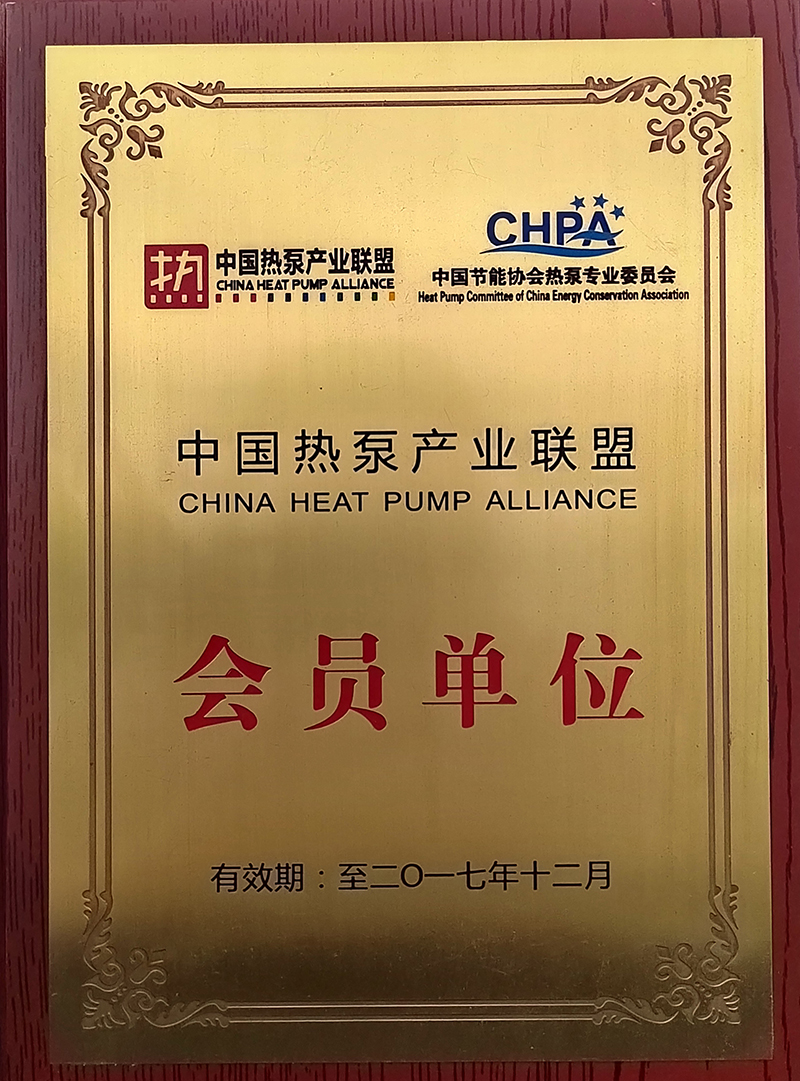 热
中国热泵产业联盟
CHINA HEAT PUMP ALLIANCE
CHPA
中国节能协会热泵专业委员会
Heat Pump Committee of China Energy Conservation Association
中国热泵产业联盟
CHINA HEAT PUMP ALLIANCE
会员单位
有效期：至二O一七年十二月